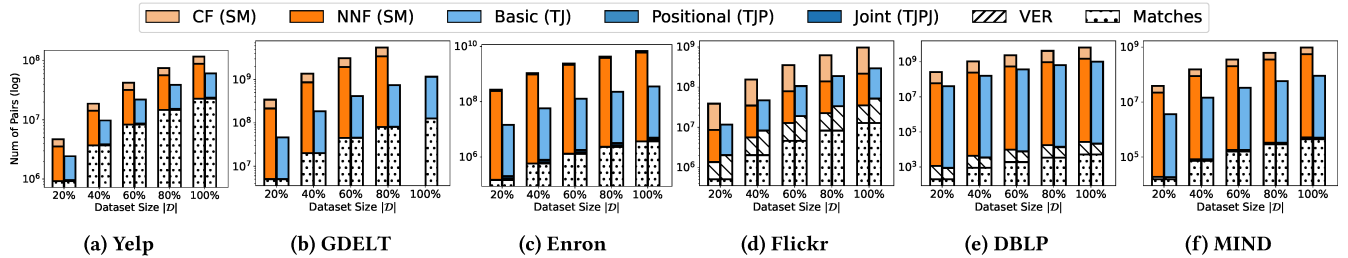 CF (SM) NNF (SM) Basic (TJ) Positional (TJP) Joint (TJPJ) VER Matches
Num of Pairs (log)
10^8
10^7
10^6
20% 40% 60% 80% 100%
Dataset Size |𝒟|
(a) Yelp
10^9
10^8
10^7
20% 40% 60% 80% 100%
Dataset Size |𝒟|
(b) GDELT
10^10
10^8
10^6
20% 40% 60% 80% 100%
Dataset Size |𝒟|
(c) Enron
10^9
10^8
10^7
10^6
20% 40% 60% 80% 100%
Dataset Size |𝒟|
(d) Flickr
10^9
10^7
10^5
10^3
20% 40% 60% 80% 100%
Dataset Size |𝒟|
(e) DBLP
10^9
10^7
10^5
20% 40% 60% 80% 100%
Dataset Size |𝒟|
(f) MIND